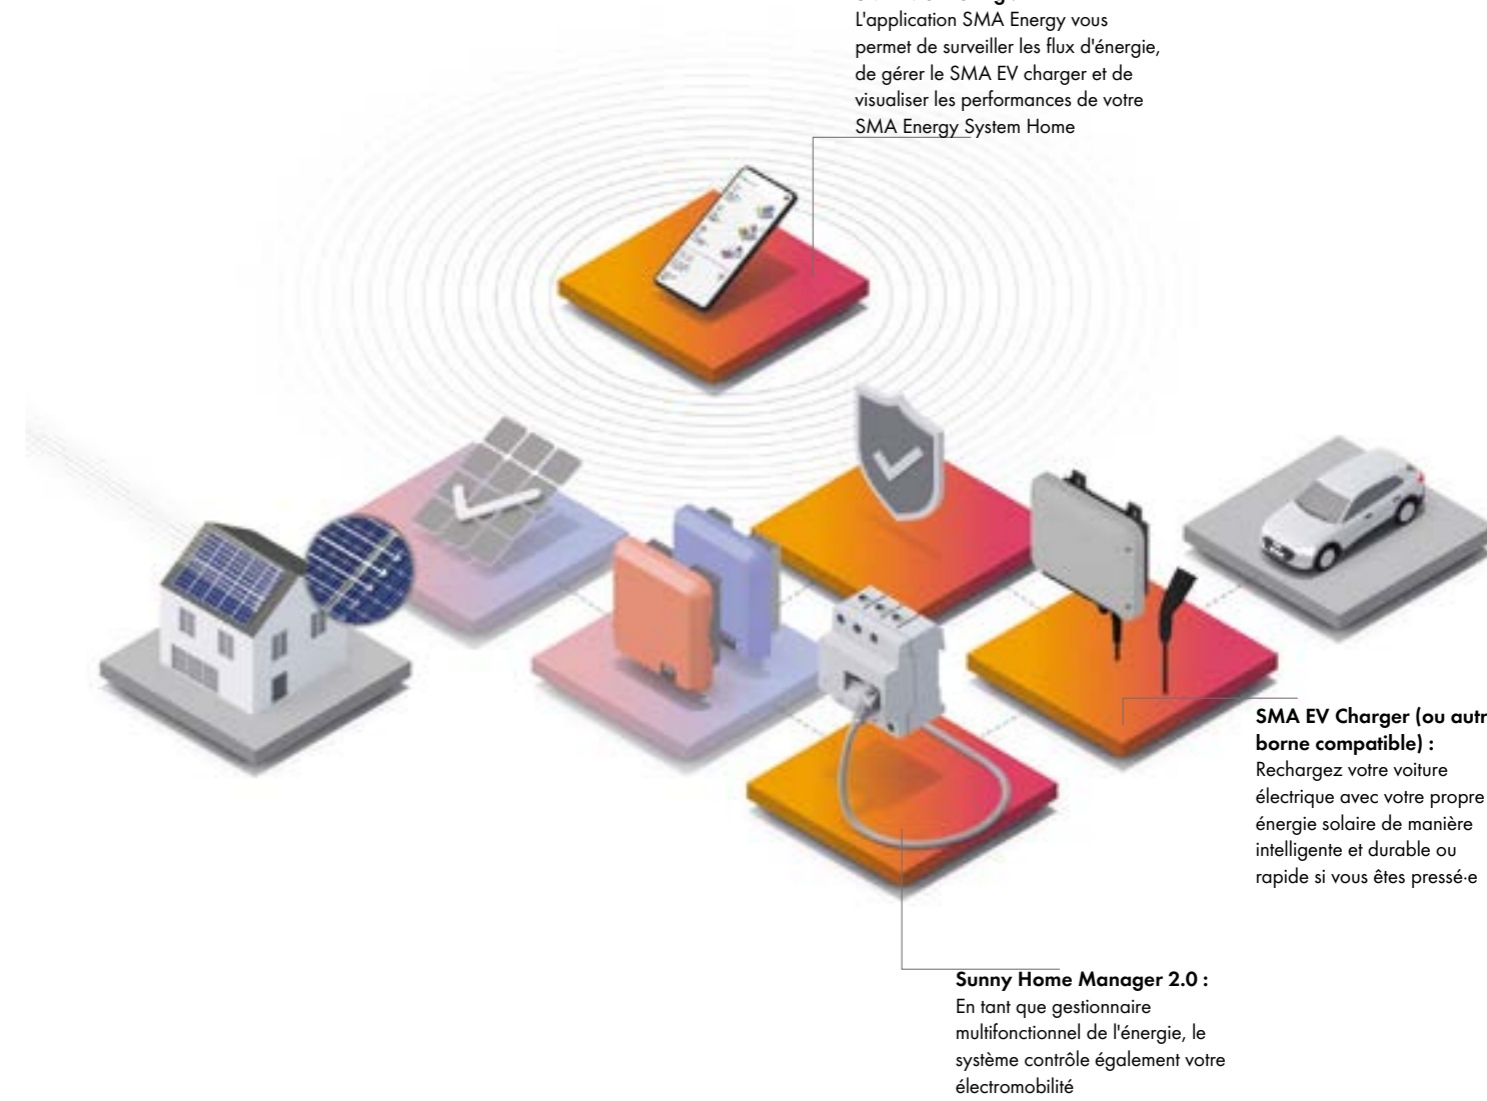 L'application SMA Energy vous
permet de surveiller les flux d'énergie,
de gérer le SMA EV charger et de
visualiser les performances de votre
SMA Energy System Home
SMA EV Charger (ou autr
borne compatible) :
Rechargez votre voiture
électrique avec votre propre
énergie solaire de manière
intelligente et durable ou
rapide si vous êtes pressé·e
Sunny Home Manager 2.0 :
En tant que gestionnaire
multifonctionnel de l'énergie, le
système contrôle également votre
électromobilité